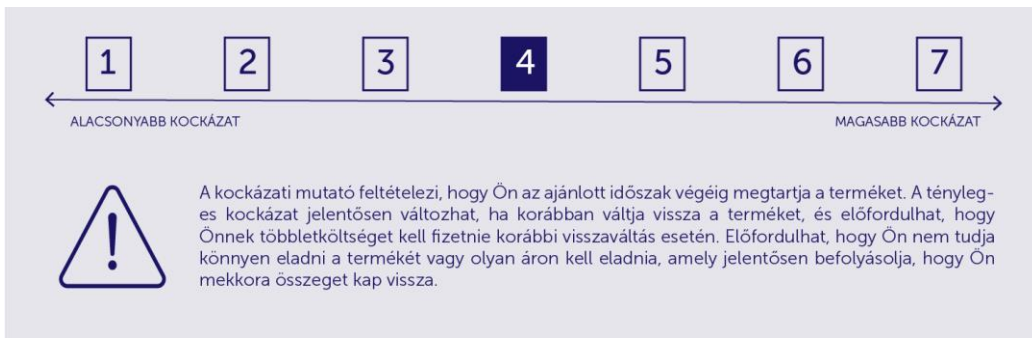 1 2 3 4 5 6 7
ALACSONYABB KOCKÁZAT MAGASABB KOCKÁZAT
A kockázati mutató feltételezi, hogy Ön az ajánlott időszak végéig megtartja a terméket. A tényleg-
es kockázat jelentősen változhat, ha korábban váltja vissza a terméket, és előfordulhat, hogy
Önnek többletköltséget kell fizetnie korábbi visszaváltás esetén. Előfordulhat, hogy Ön nem tudja
könnyen eladni a termékét vagy olyan áron kell eladnia, amely jelentősen befolyásolja, hogy Ön
mekkora összeget kap vissza.